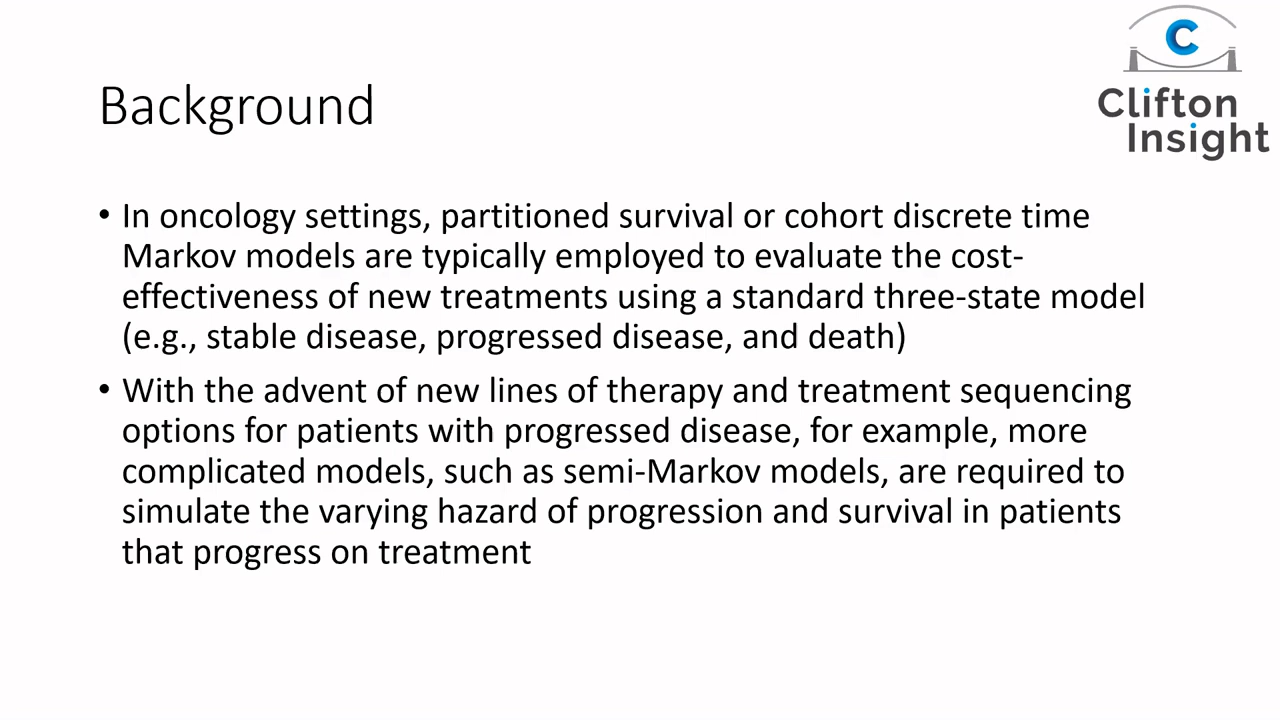 C
Clifton
Insight
Background
• In oncology settings, partitioned survival or cohort discrete time
Markov models are typically employed to evaluate the cost-
effectiveness of new treatments using a standard three-state model
(e.g., stable disease, progressed disease, and death)
• With the advent of new lines of therapy and treatment sequencing
options for patients with progressed disease, for example, more
complicated models, such as semi-Markov models, are required to
simulate the varying hazard of progression and survival in patients
that progress on treatment